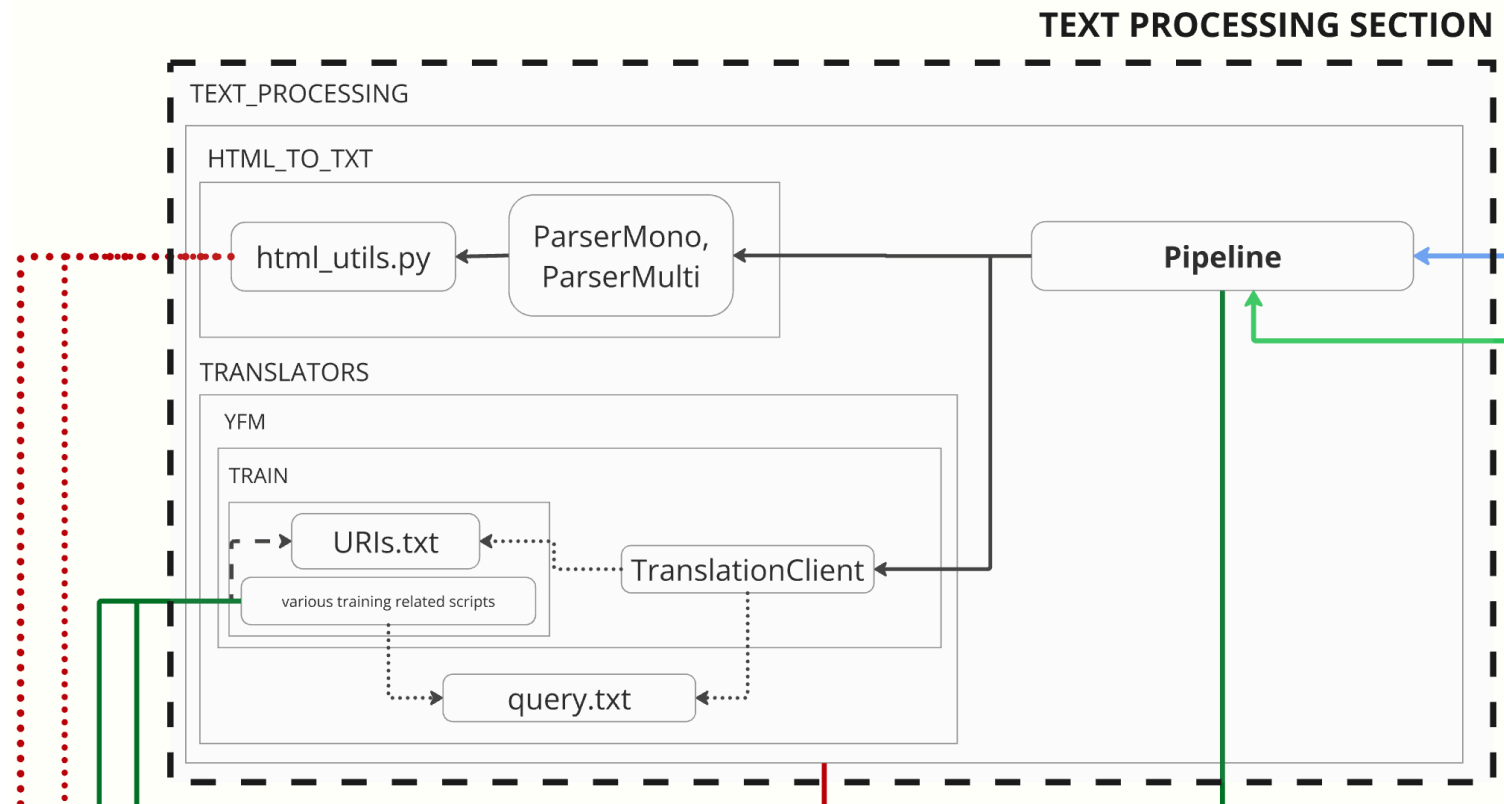 TEXT PROCESSING SECTION
TEXT_PROCESSING
HTML_TO_TXT
html_utils.py
ParserMono,
ParserMulti
Pipeline
TRANSLATORS
YFM
TRAIN
URIs.txt
TranslationClient
various training related scripts
query.txt